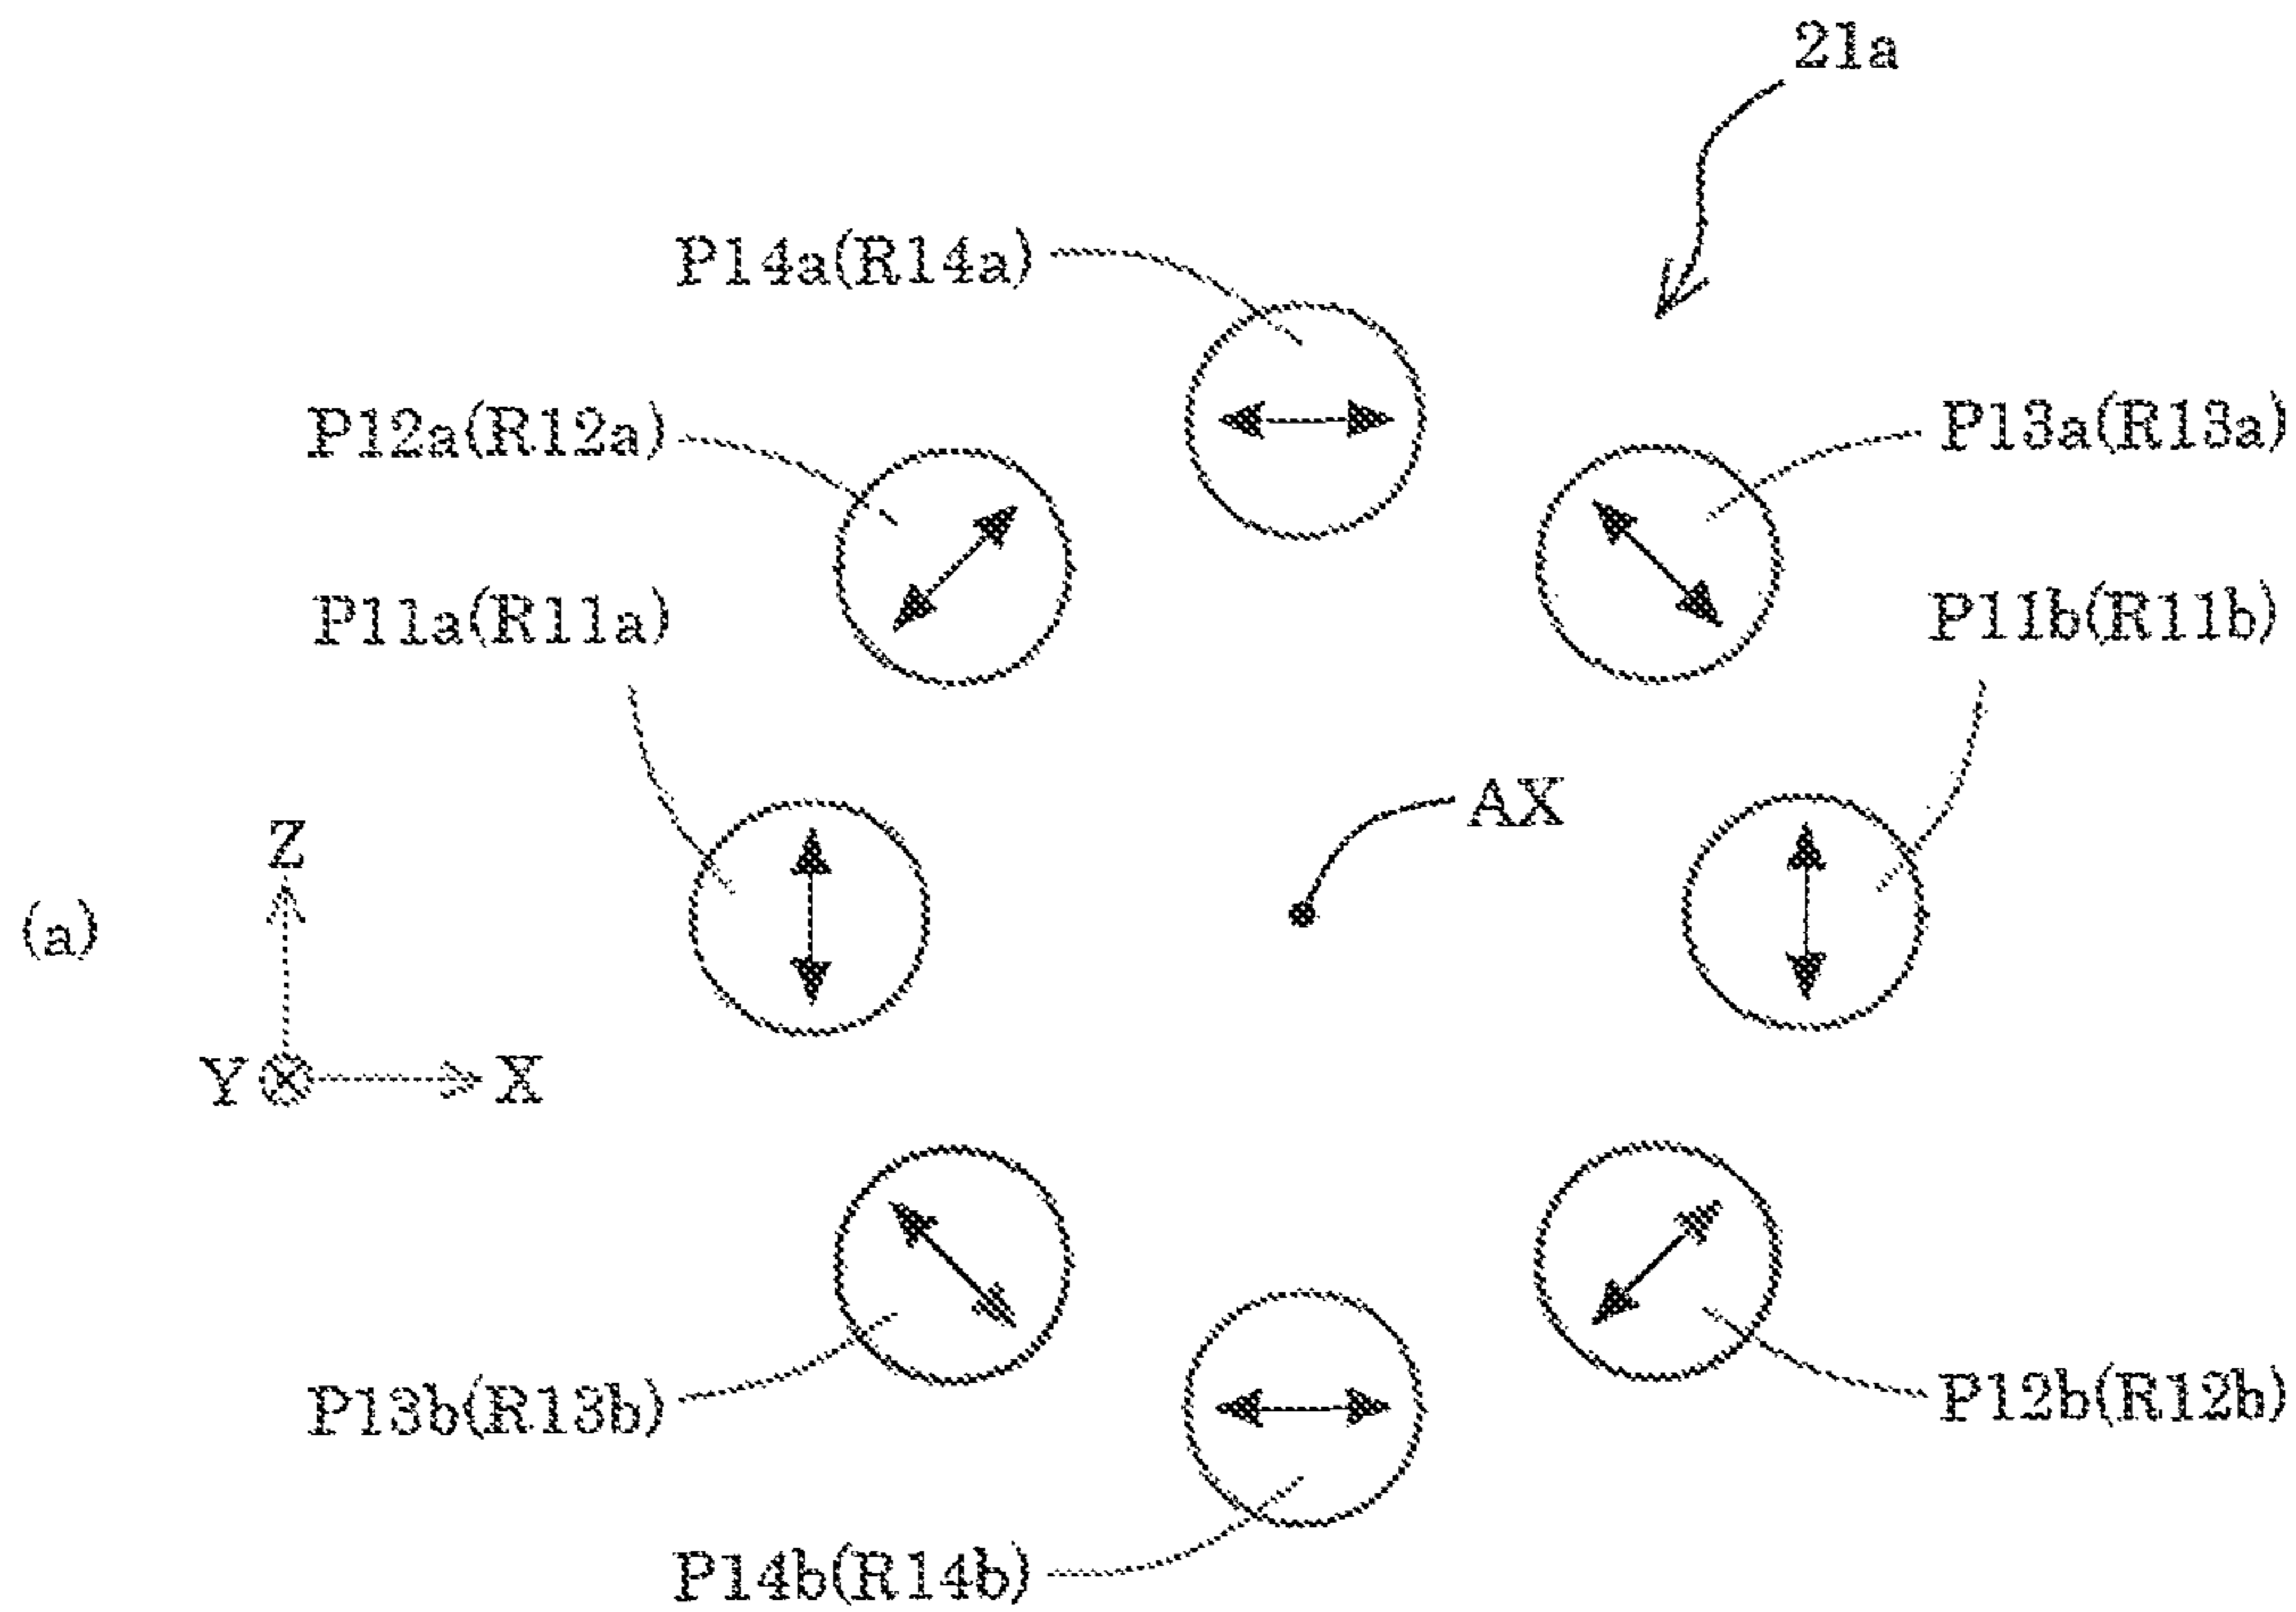 21a
P14a(R14a)
P12a(R12a)
P13a(R13a)
P11a(R11a)
P11b(R11b)
AX
Z
(a)
Y
X
P13b(R13b)
P12b(R12b)
P14b(R14b)